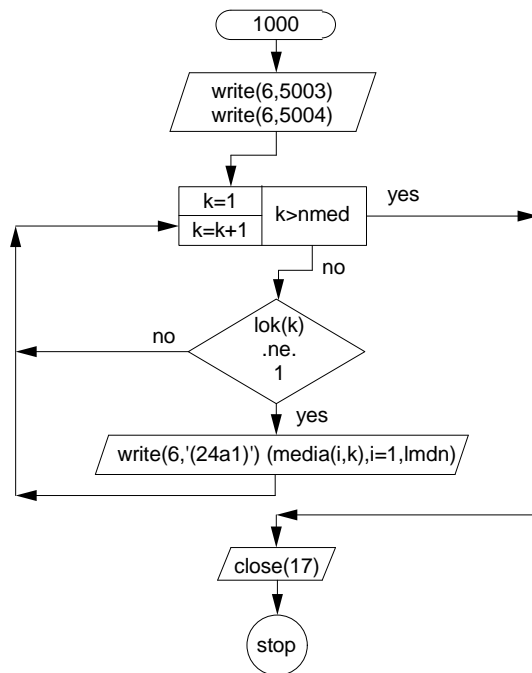 1000
write(6,5003)
write(6,5004)
k=1
k=k+1
k>nmed
yes
no
lok(k)
.ne.
1
no
yes
write(6,'(24a1)') (media(i,k),i=1,lmdn)
close(17)
stop